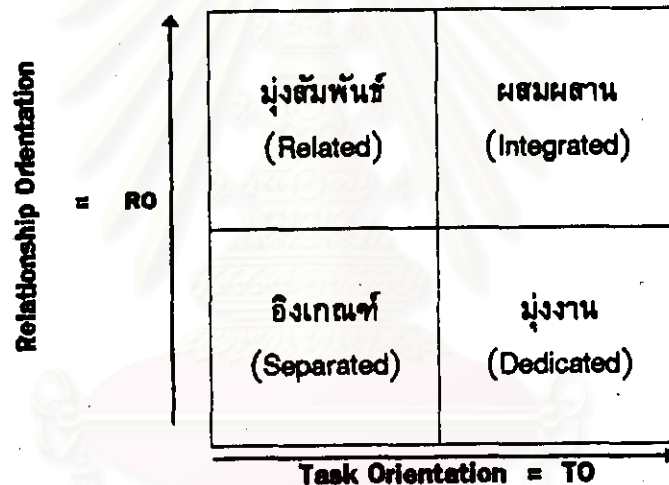 Relationship Orientation
= RO
มุ่งสัมพันธ์ ผสมผสาน
(Related) (Integrated)
อิงเกณฑ์ มุ่งงาน
(Separated) (Dedicated)
Task Orientation = TO